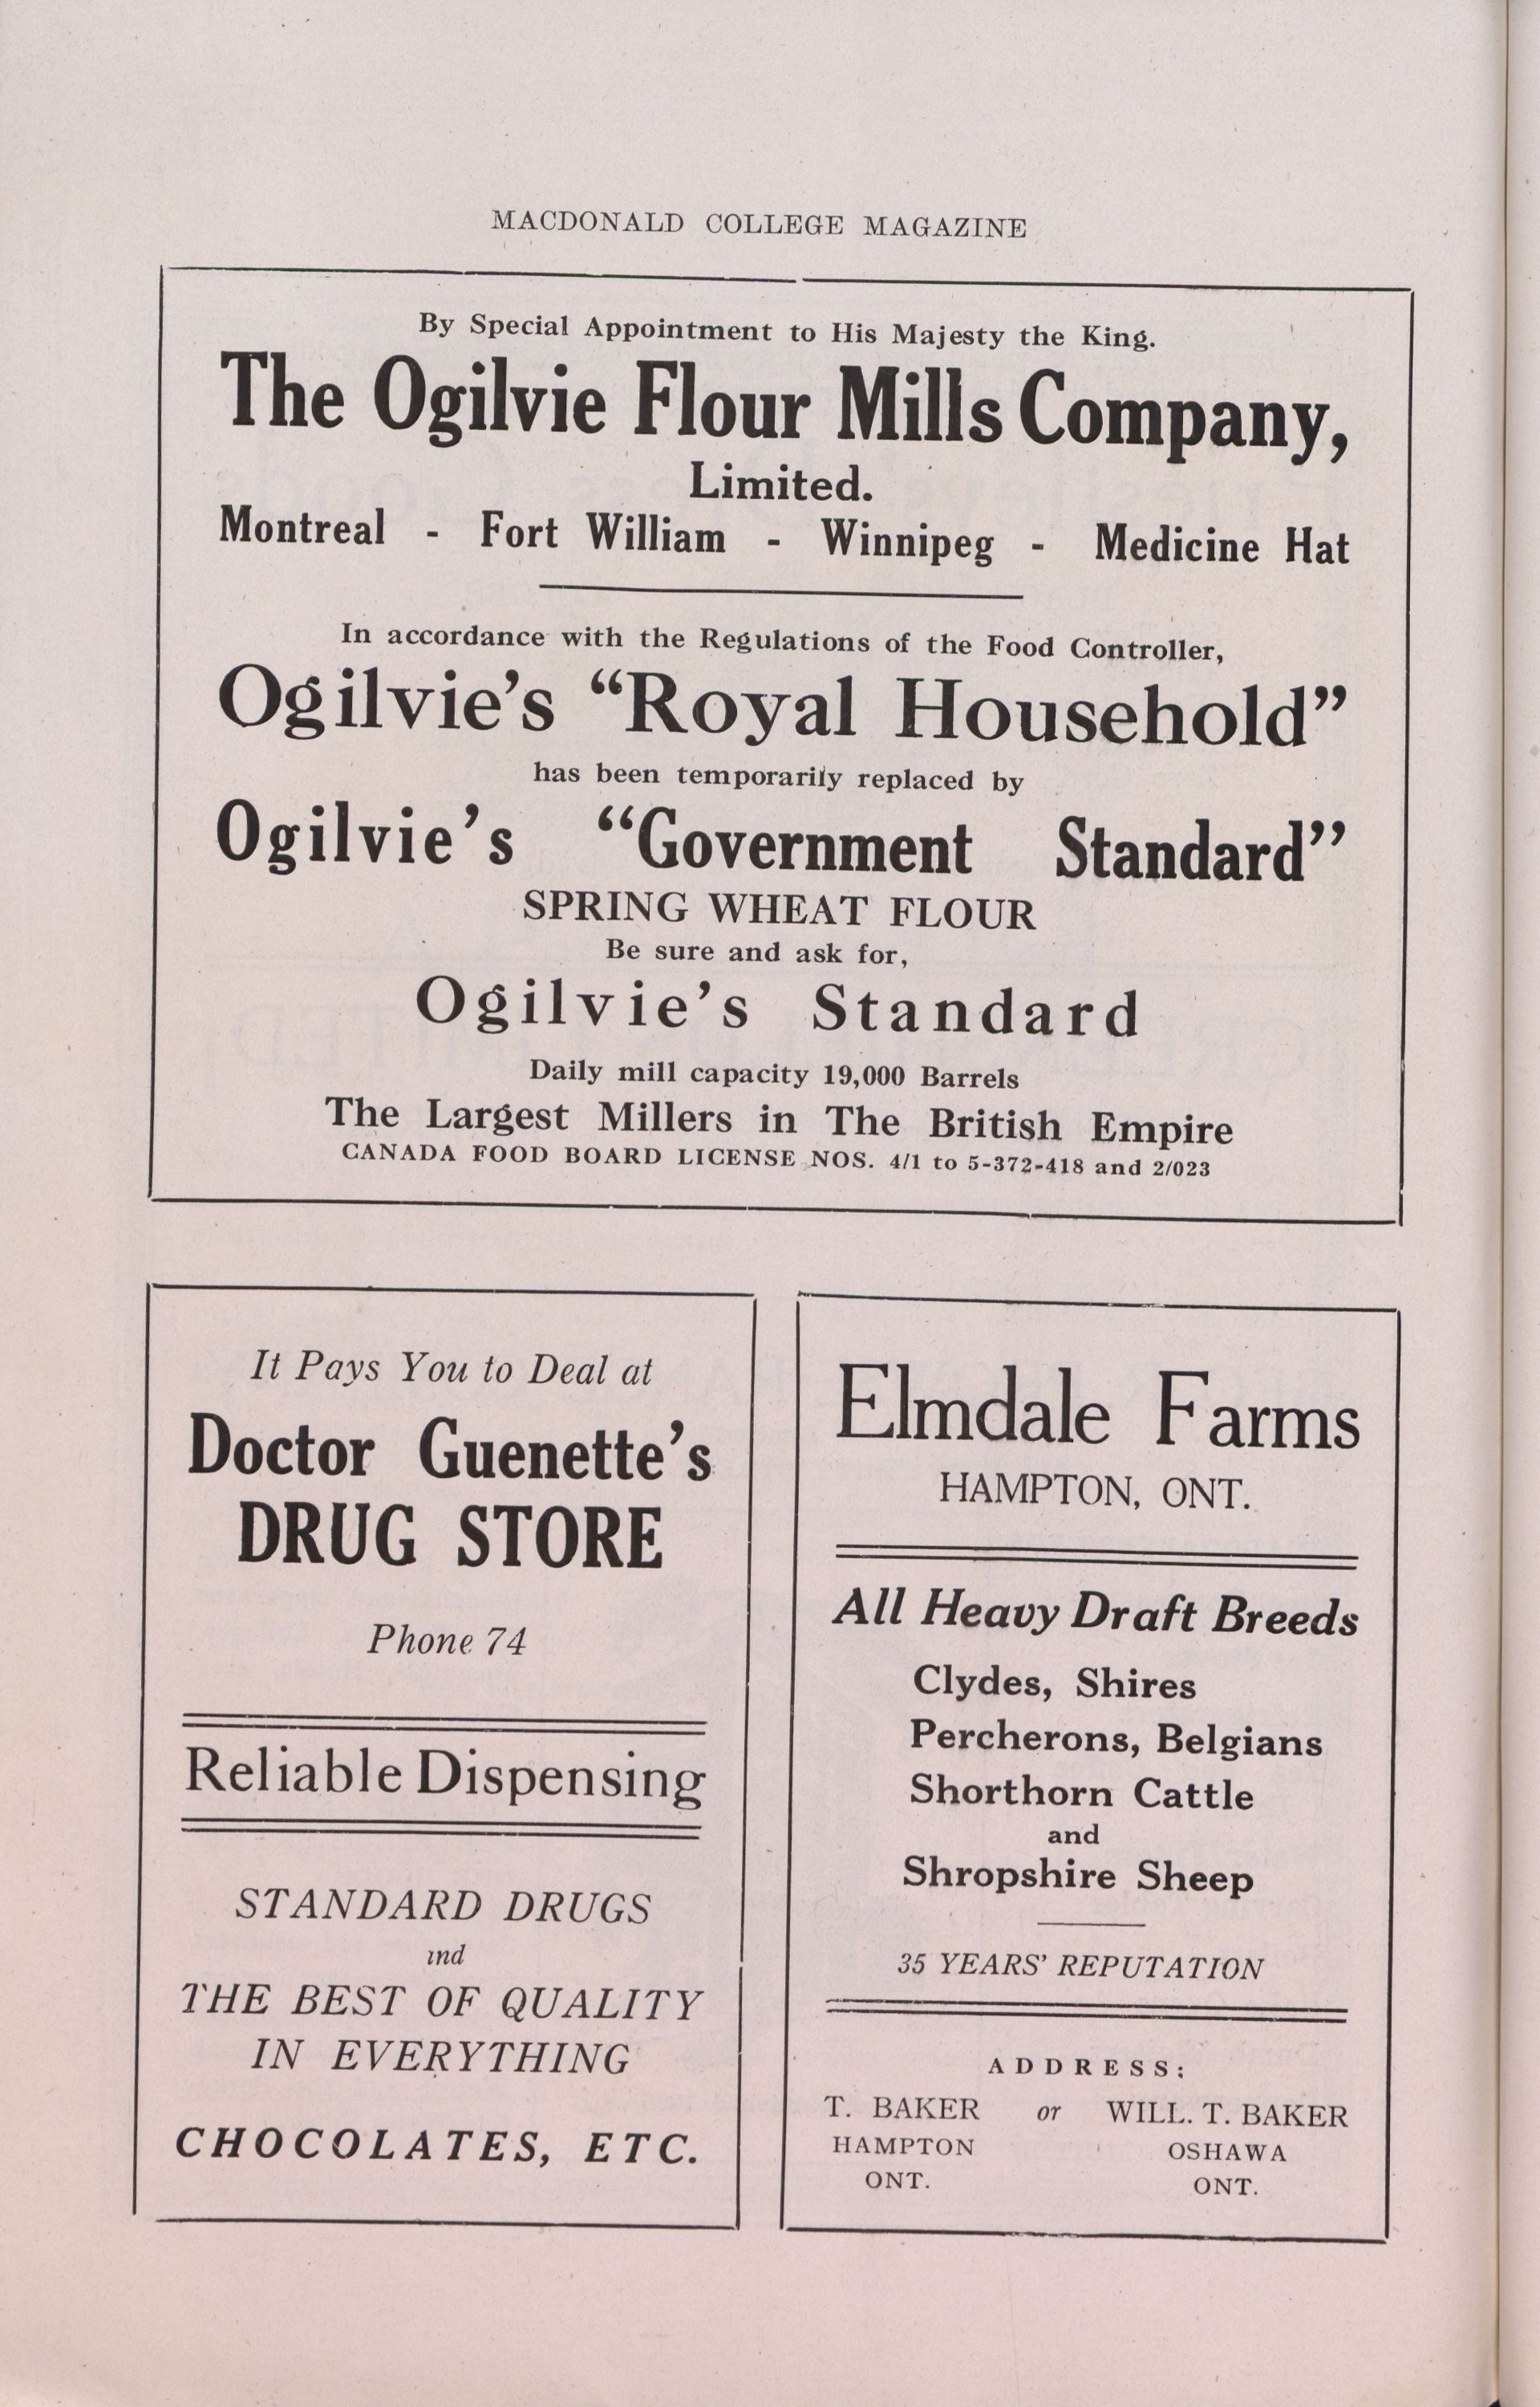 MACDONALD COLLEGE MAGAZINE
By Special Appointment to His Majesty the King.
The Ogilvie Flour Mills Company,
Limited.
Montreal - Fort William - Winnipeg - Medicine Hat
In accordance with the Regulations of the Food Controller,
Ogilvie's “Royal Household”
has been temporarily replaced by
Ogilvie's “Government Standard”
SPRING WHEAT FLOUR
Be sure and ask for,
Ogilvie's Standard
Daily mill capacity 19,000 Barrels
The Largest Millers in The British Empire
CANADA FOOD BOARD LICENSE NOS. 4/1 to 5-372-418 and 2/023
It Pays You to Deal at
Doctor Guenette's
DRUG STORE
Phone 74
Reliable Dispensing
STANDARD DRUGS
ınd
THE BEST OF QUALITY
IN EVERYTHING
CHOCOLATES, ETC.
Elmdale Farms
HAMPTON, ONT.
All Heavy Draft Breeds
Clydes, Shires
Percherons, Belgians
Shorthorn Cattle
and
Shropshire Sheep
35 YEARS' REPUTATION
ADDRESS:
T. BAKER or WILL. T. BAKER
HAMPTON OSHAWA
ONT. ONT.